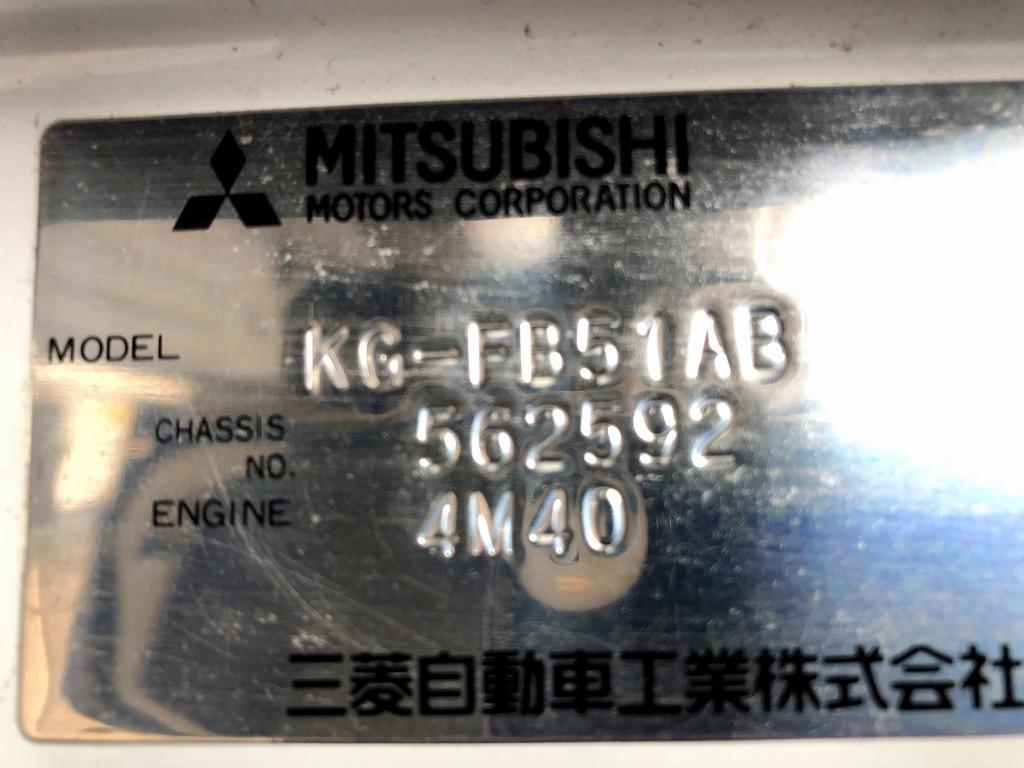 MITSUBISHI
MOTORS CORPORATION
MODEL KG-FB51AB
CHASSIS NO. 562592
ENGINE 4M40
三菱自動車工業株式会社